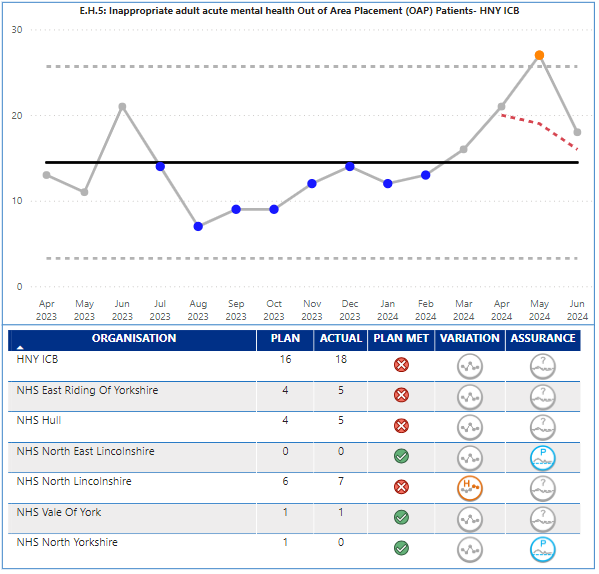 E.H.5: Inappropriate adult acute mental health Out of Area Placement (OAP) Patients- HNY ICB
30
20
10
0
Apr May Jun Jul Aug Sep Oct Nov Dec Jan Feb Mar Apr May Jun
2023 2023 2023 2023 2023 2023 2023 2023 2023 2024 2024 2024 2024 2024 2024
ORGANISATION PLAN ACTUAL PLAN MET VARIATION ASSURANCE
HNY ICB 16 18 ?
NHS East Riding Of Yorkshire 4 5 ?
NHS Hull 4 5 ?
NHS North East Lincolnshire 0 0 P
NHS North Lincolnshire 6 7 H ?
NHS Vale Of York 1 1 ?
NHS North Yorkshire 1 0 P